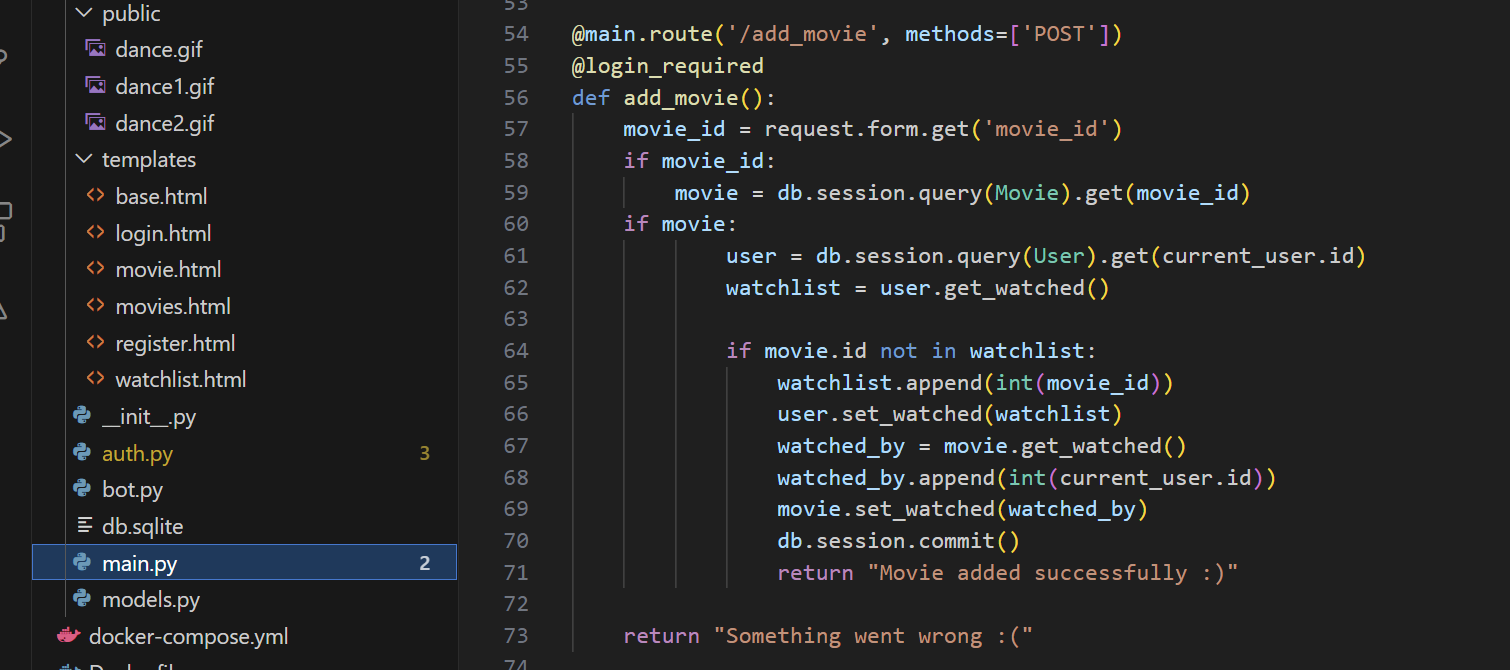 public
dance.gif
dance1.gif
dance2.gif
templates
base.html
login.html
movie.html
movies.html
register.html
watchlist.html
__init__.py
auth.py 3
bot.py
db.sqlite
main.py 2
models.py
docker-compose.yml
53
54 @main.route('/add_movie', methods=['POST'])
55 @login_required
56 def add_movie():
57     movie_id = request.form.get('movie_id')
58     if movie_id:
59         movie = db.session.query(Movie).get(movie_id)
60     if movie:
61             user = db.session.query(User).get(current_user.id)
62             watchlist = user.get_watched()
63
64             if movie.id not in watchlist:
65                 watchlist.append(int(movie_id))
66                 user.set_watched(watchlist)
67                 watched_by = movie.get_watched()
68                 watched_by.append(int(current_user.id))
69                 movie.set_watched(watched_by)
70                 db.session.commit()
71                 return "Movie added successfully :)"
72
73     return "Something went wrong :("
74